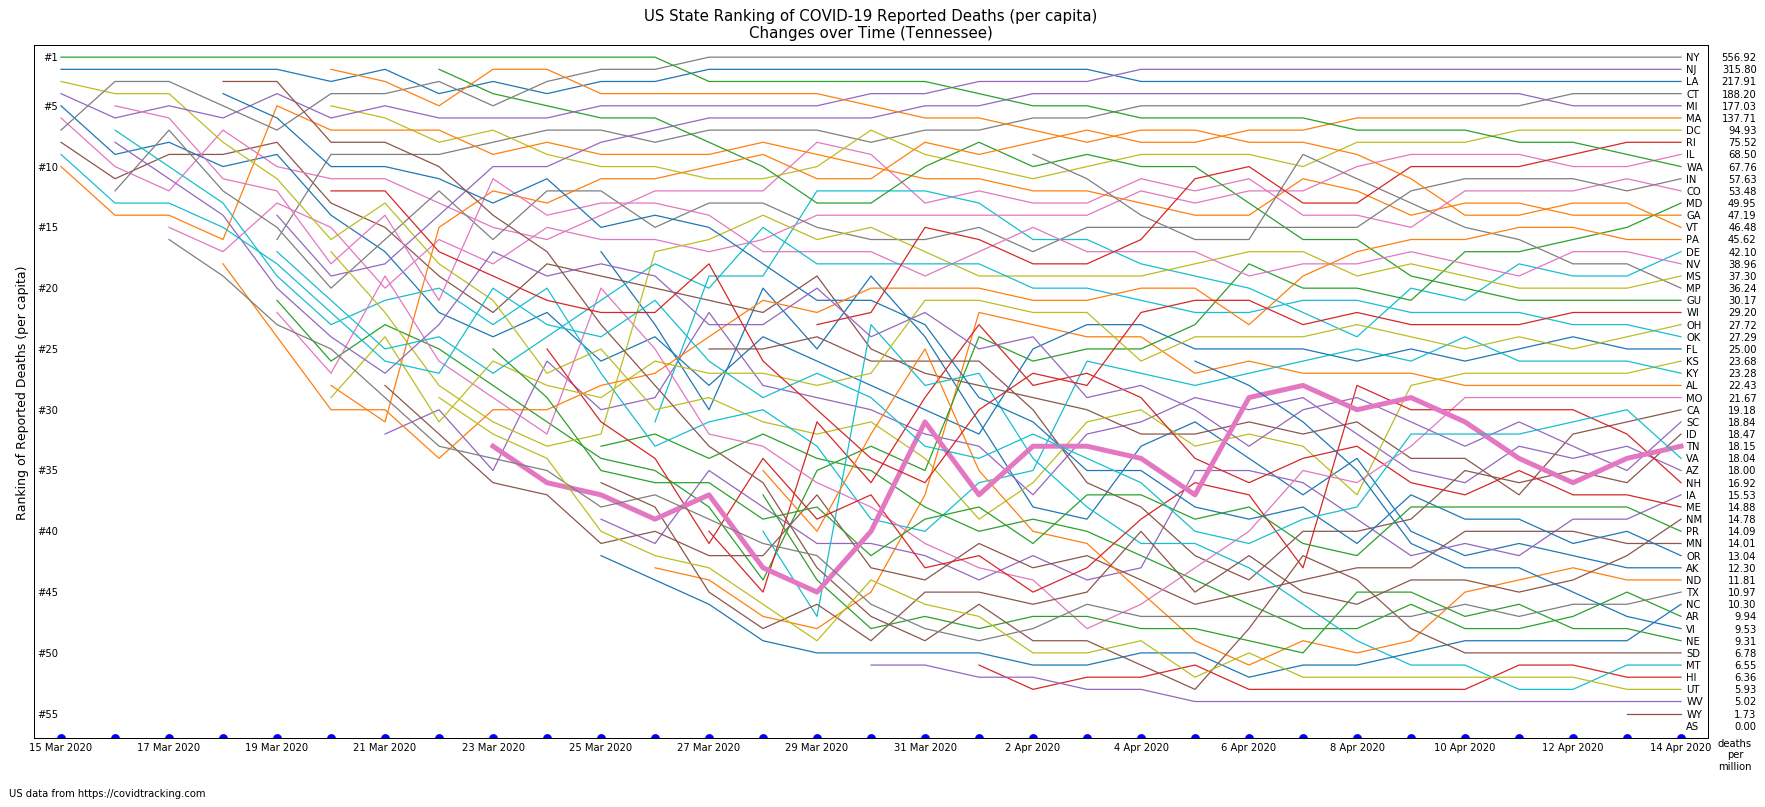 US State Ranking of COVID-19 Reported Deaths (per capita)
Changes over Time (Tennessee)
Ranking of Reported Deaths (per capita)
#1
#5
#10
#15
#20
#25
#30
#35
#40
#45
#50
#55
NY 556.92
NJ 315.80
LA 217.91
CT 188.20
MI 177.03
MA 137.71
DC 94.93
RI 75.52
IL 68.50
WA 67.76
IN 57.63
CO 53.48
MD 49.95
GA 47.19
VT 46.48
PA 45.62
DE 42.10
NV 38.96
MS 37.30
MP 36.24
GU 30.17
WI 29.20
OH 27.72
OK 27.29
FL 25.00
KS 23.68
KY 23.28
AL 22.43
MO 21.67
CA 19.18
SC 18.84
ID 18.47
TN 18.15
VA 18.04
AZ 18.00
NH 16.92
IA 15.53
ME 14.88
NM 14.78
PR 14.09
MN 14.01
OR 13.04
AK 12.30
ND 11.81
TX 10.97
NC 10.30
AR 9.94
VI 9.53
NE 9.31
SD 6.78
MT 6.55
HI 6.36
UT 5.93
WV 5.02
WY 1.73
AS 0.00
15 Mar 2020 17 Mar 2020 19 Mar 2020 21 Mar 2020 23 Mar 2020 25 Mar 2020 27 Mar 2020 29 Mar 2020 31 Mar 2020 2 Apr 2020 4 Apr 2020 6 Apr 2020 8 Apr 2020 10 Apr 2020 12 Apr 2020 14 Apr 2020
deaths
per
million
US data from https://covidtracking.com